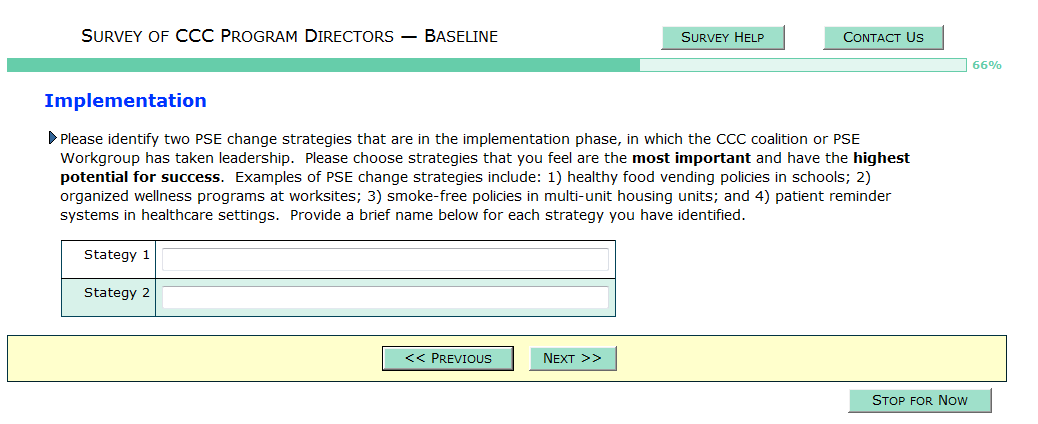 Survey of CCC Program Directors — Baseline
Survey Help
Contact Us
66%
Implementation
Please identify two PSE change strategies that are in the implementation phase, in which the CCC coalition or PSE
Workgroup has taken leadership.  Please choose strategies that you feel are the most important and have the highest
potential for success.  Examples of PSE change strategies include: 1) healthy food vending policies in schools; 2)
organized wellness programs at worksites; 3) smoke-free policies in multi-unit housing units; and 4) patient reminder
systems in healthcare settings.  Provide a brief name below for each strategy you have identified.
Stategy 1
Stategy 2
<< Previous
Next >>
Stop for Now